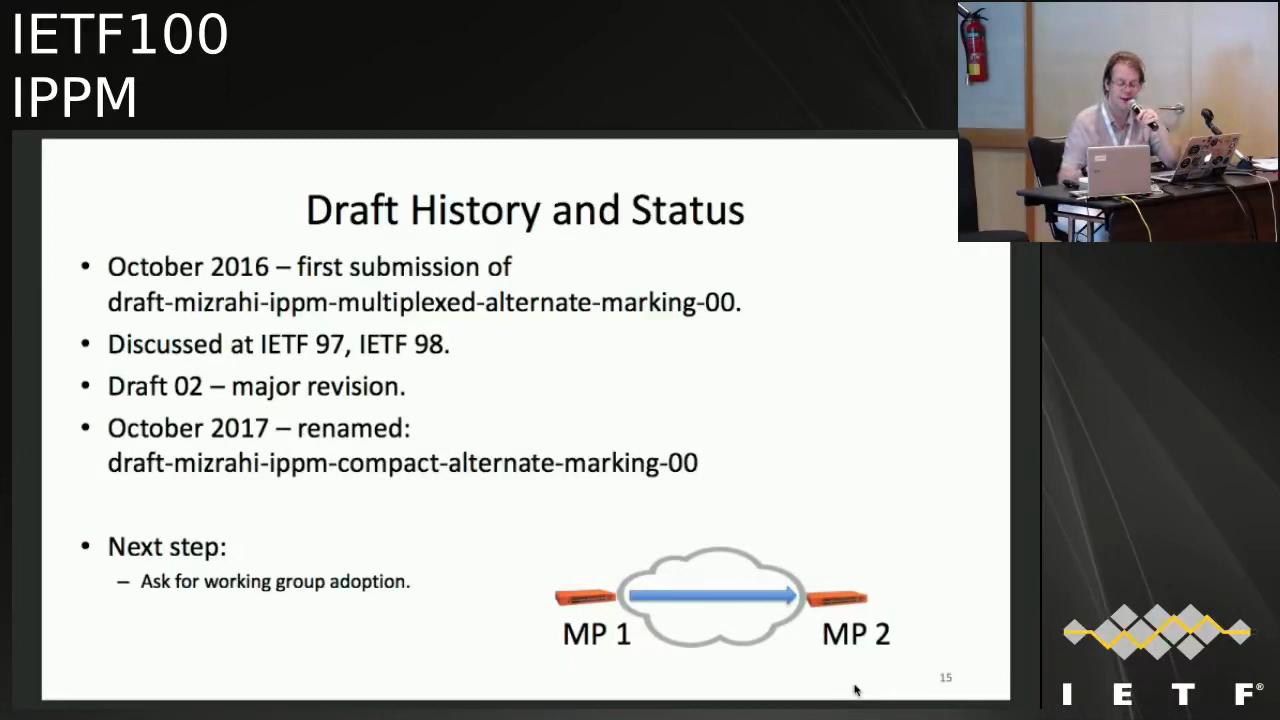 IETF100
IPPM
Draft History and Status
• October 2016 – first submission of
draft-mizrahi-ippm-multiplexed-alternate-marking-00.
• Discussed at IETF 97, IETF 98.
• Draft 02 – major revision.
• October 2017 – renamed:
draft-mizrahi-ippm-compact-alternate-marking-00
• Next step:
– Ask for working group adoption.
MP 1
MP 2
15
I E T F®